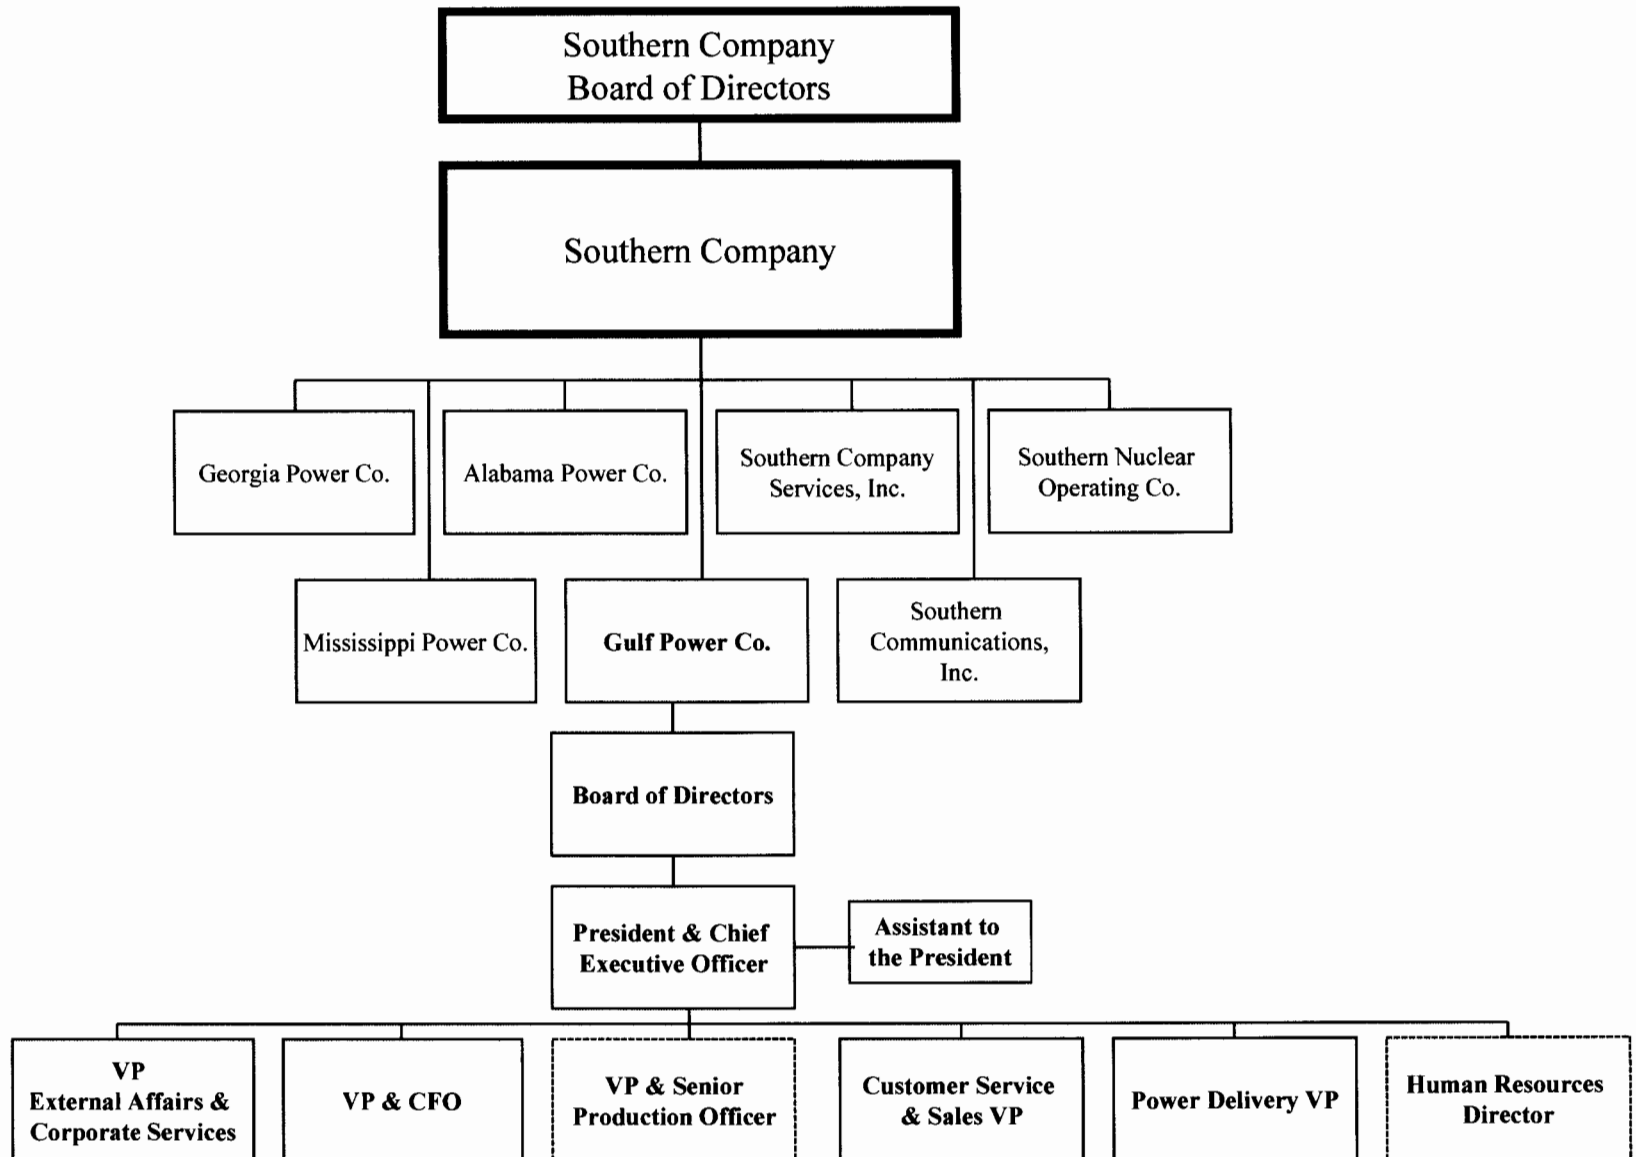 Southern Company
Board of Directors
Southern Company
Georgia Power Co.
Alabama Power Co.
Southern Company
Services, Inc.
Southern Nuclear
Operating Co.
Mississippi Power Co.
Gulf Power Co.
Southern
Communications,
Inc.
Board of Directors
President & Chief
Executive Officer
Assistant to
the President
VP
External Affairs &
Corporate Services
VP & CFO
VP & Senior
Production Officer
Customer Service
& Sales VP
Power Delivery VP
Human Resources
Director